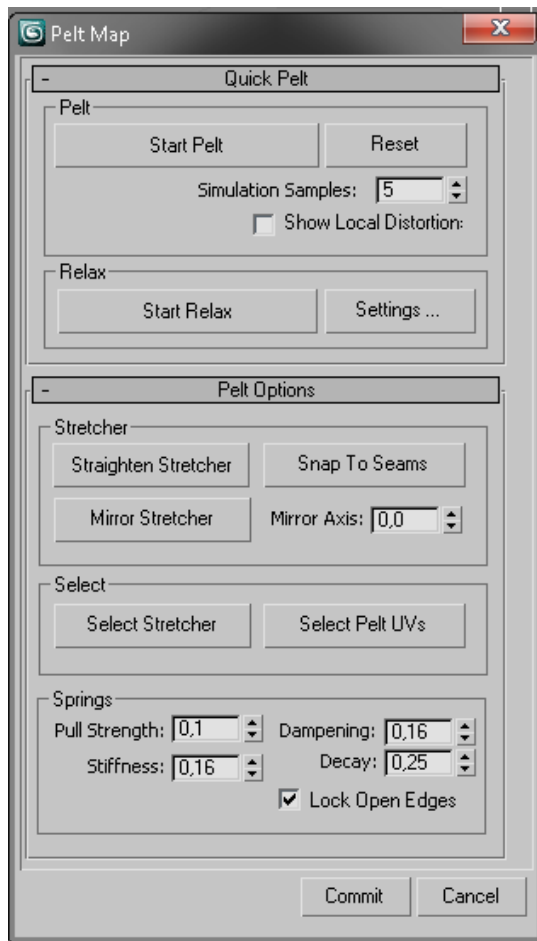 Pelt Map
- Quick Pelt
Pelt
Start Pelt Reset
Simulation Samples: 5
Show Local Distortion:
Relax
Start Relax Settings ...
- Pelt Options
Stretcher
Straighten Stretcher Snap To Seams
Mirror Stretcher Mirror Axis: 0,0
Select
Select Stretcher Select Pelt UVs
Springs
Pull Strength: 0,1 Dampening: 0,16
Stiffness: 0,16 Decay: 0,25
Lock Open Edges
Commit Cancel